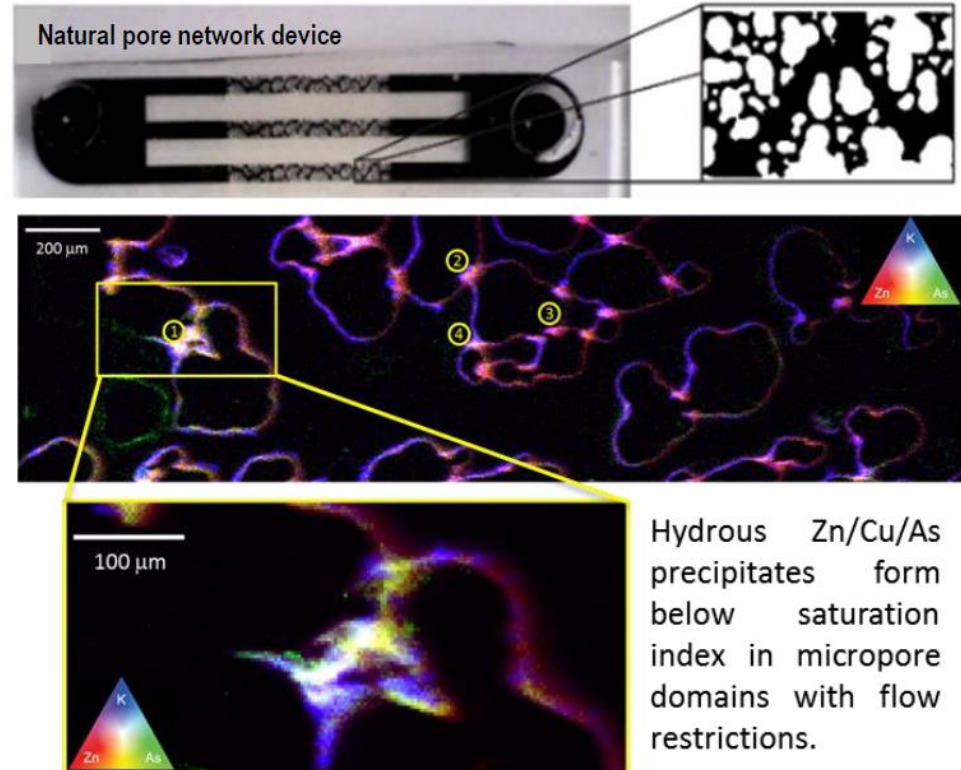 Natural pore network device
200 μm
K
Zn As
1
2
3
4
100 μm
K
Zn As
Hydrous Zn/Cu/As
precipitates form
below saturation
index in micropore
domains with flow
restrictions.